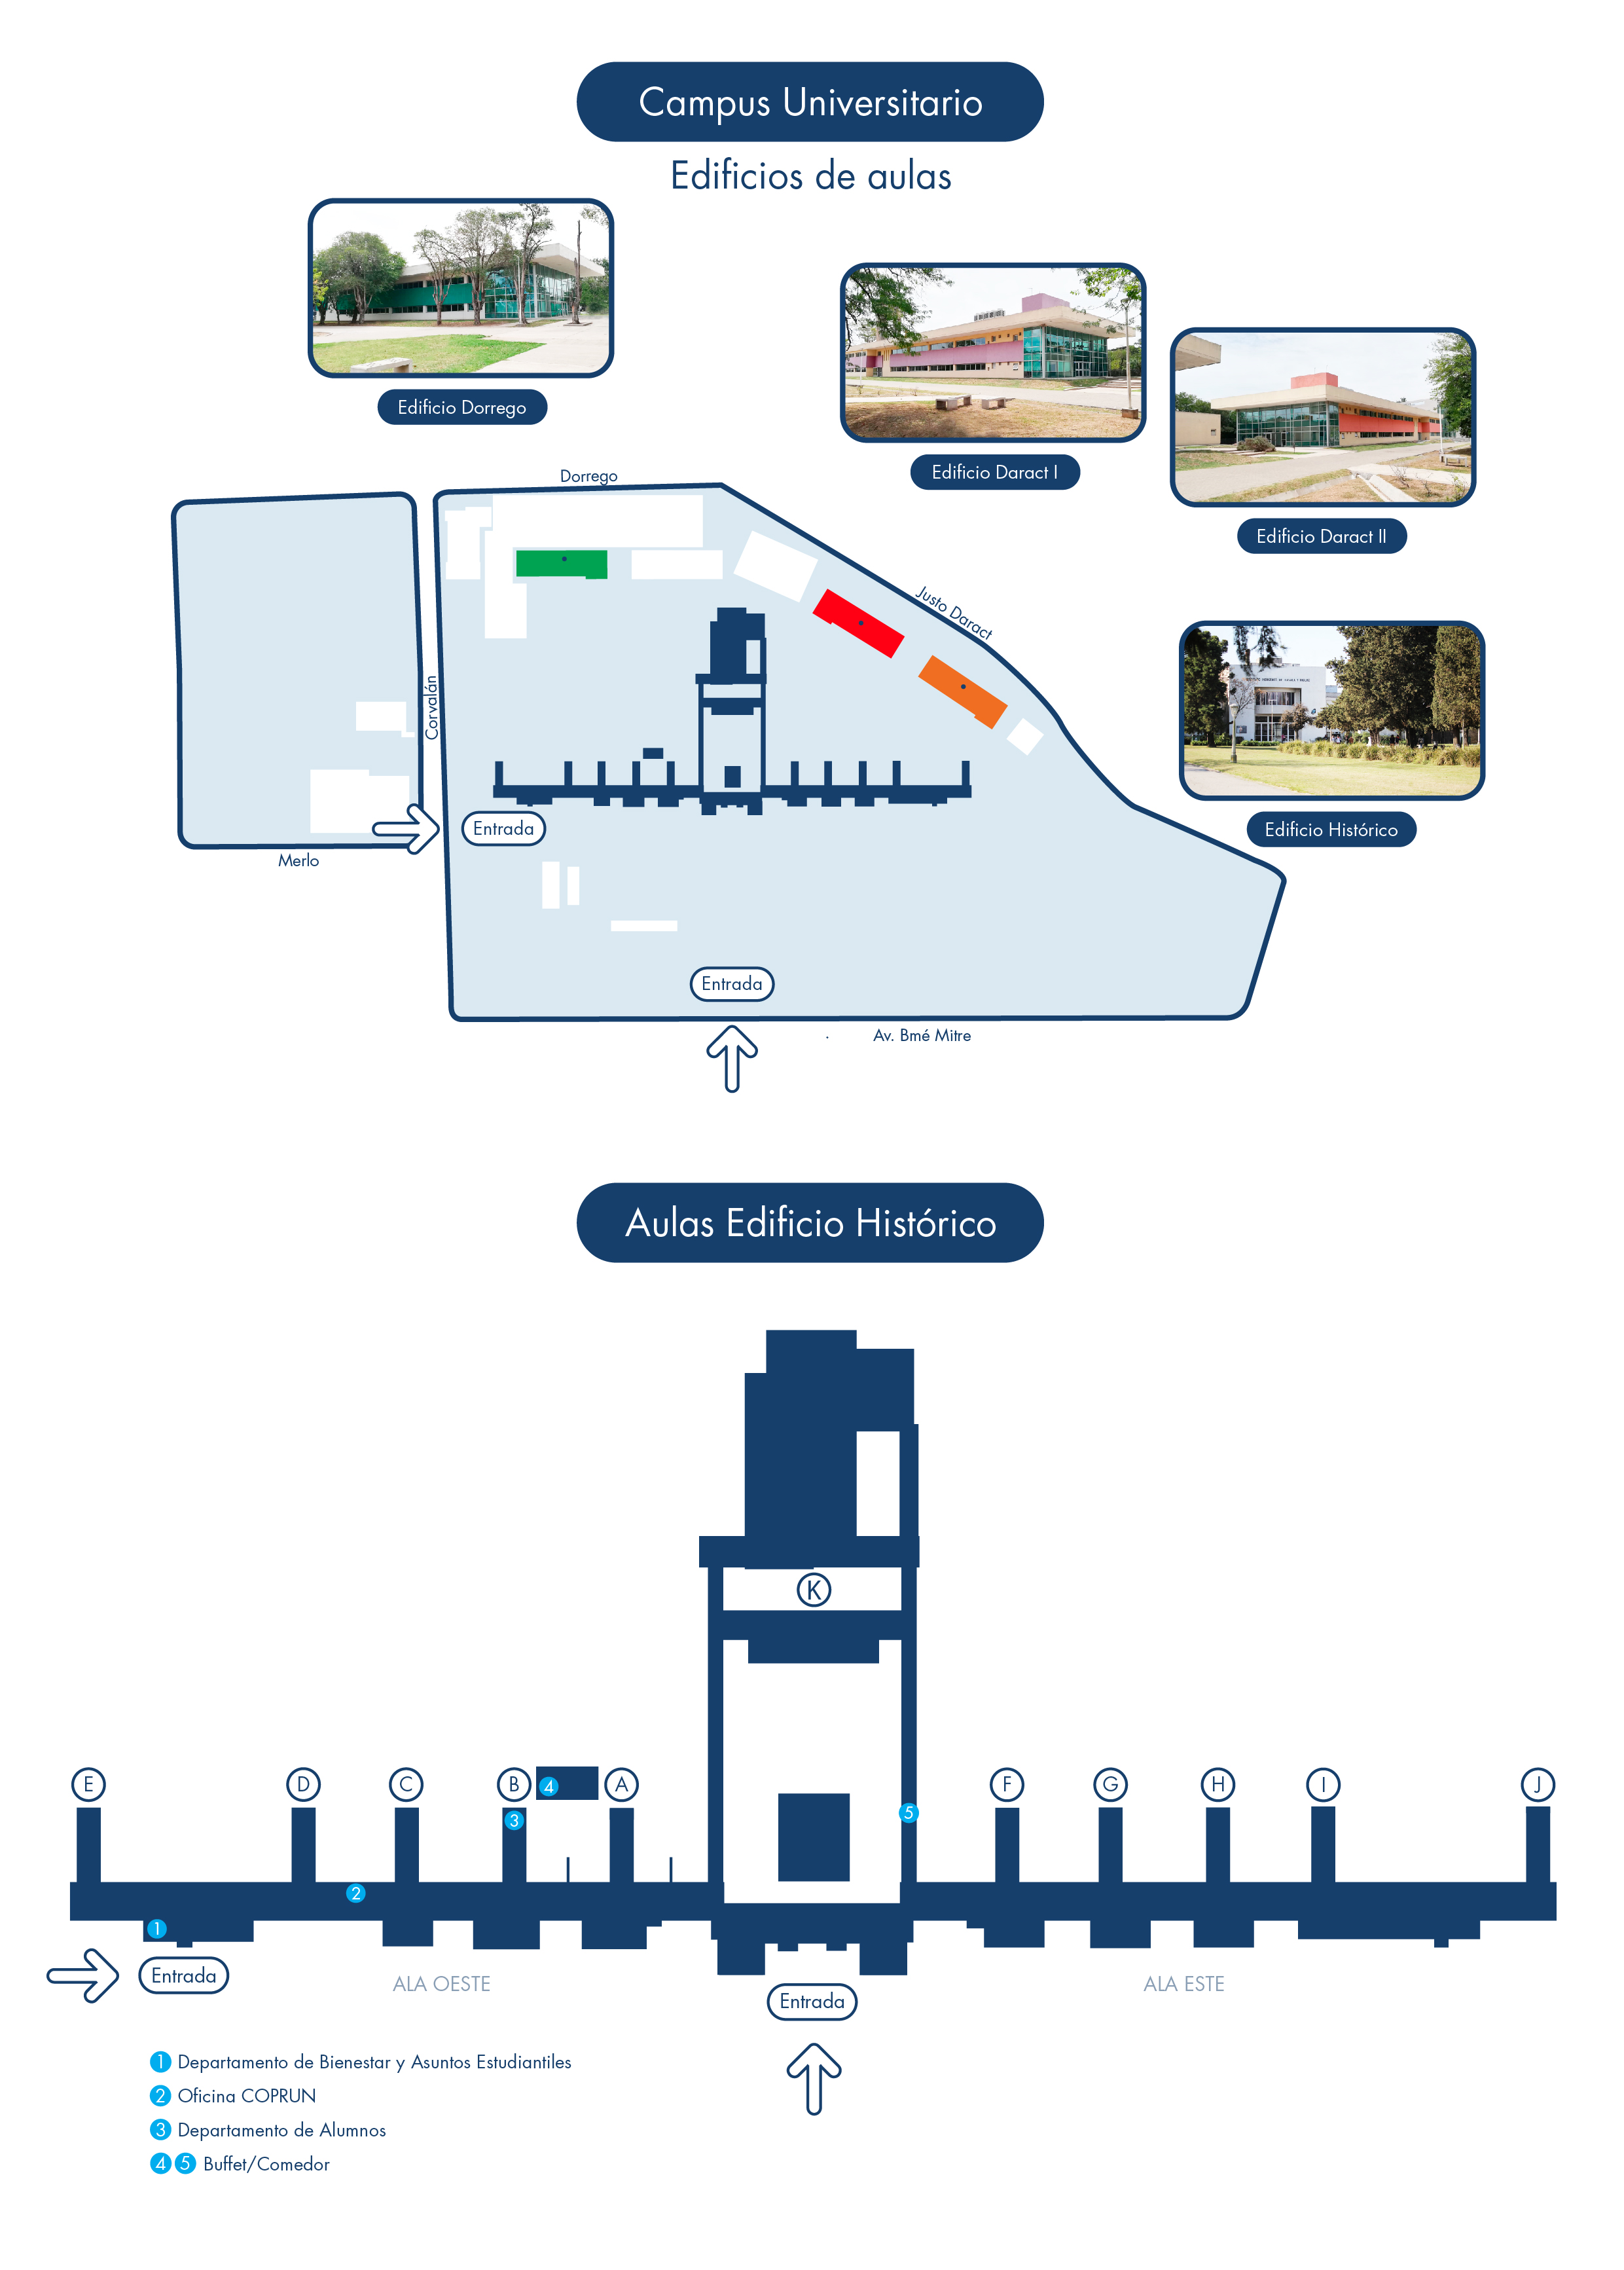 Campus Universitario
Edificios de aulas
Edificio Dorrego
Edificio Daract I
Edificio Daract II
Dorrego
Justo Daract
Corvalán
Edificio Histórico
Entrada
Merlo
Entrada
Av. Bmé Mitre
Aulas Edificio Histórico
K
E
D
C
B
4
A
F
G
H
I
J
3
5
2
1
Entrada
ALA OESTE
ALA ESTE
Entrada
1 Departamento de Bienestar y Asuntos Estudiantiles
2 Oficina COPRUN
3 Departamento de Alumnos
4 5 Buffet/Comedor